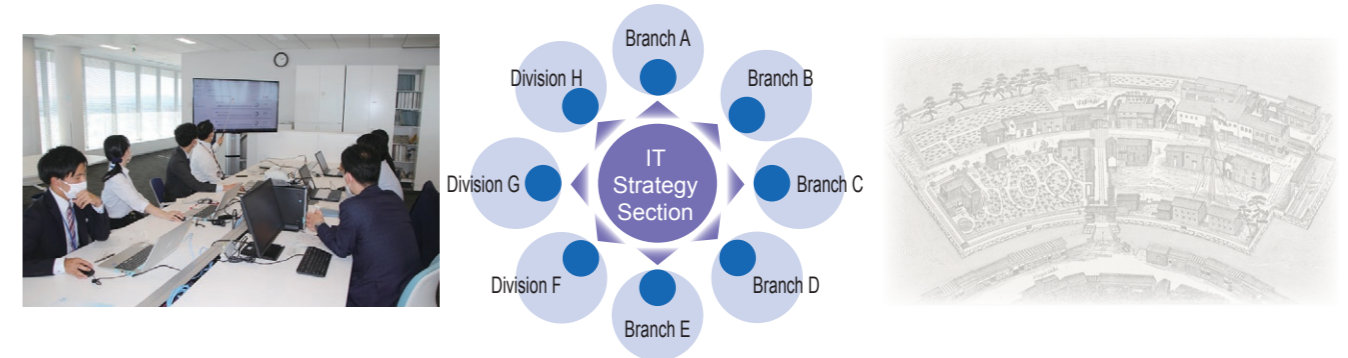 Branch A
Branch B
Branch C
Branch D
Branch E
Division F
Division G
Division H
IT
Strategy
Section